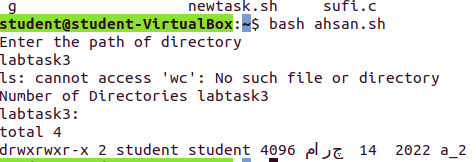 g newtask.sh sufi.c
student@student-VirtualBox:~$ bash ahsan.sh
Enter the path of directory
labtask3
ls: cannot access 'wc': No such file or directory
Number of Directories labtask3
labtask3:
total 4
drwxrwxr-x 2 student student 4096 مارچ 14 2022 a_2